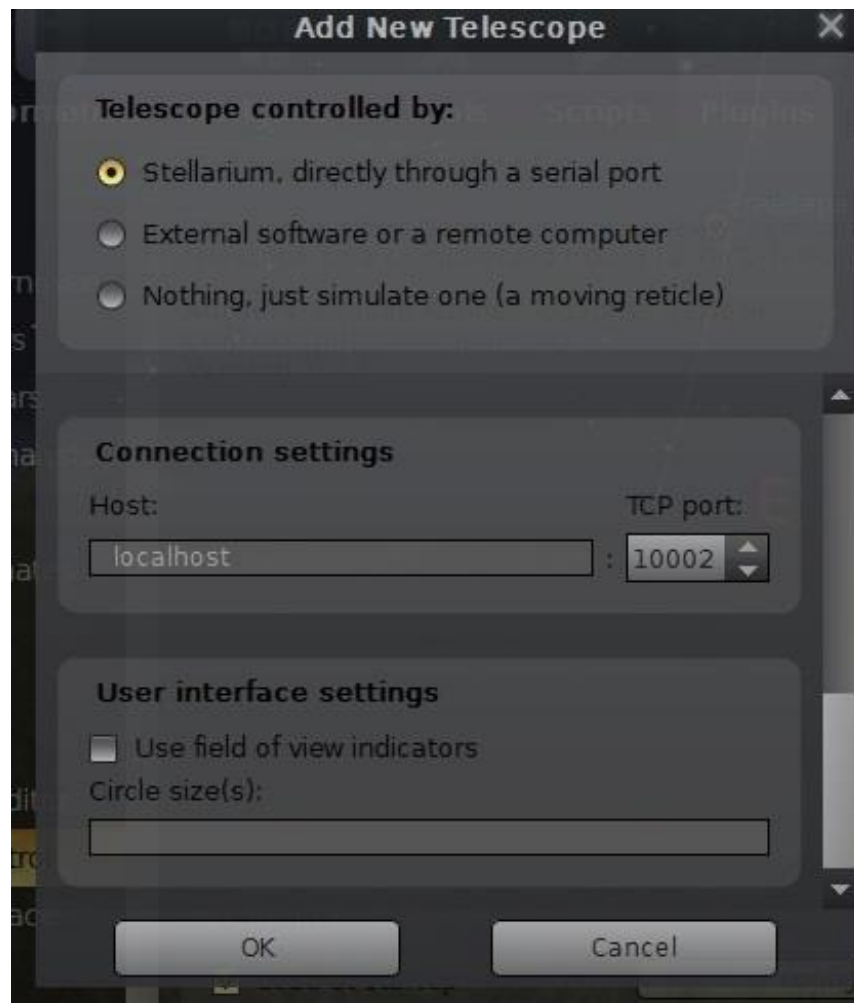 Add New Telescope
Telescope controlled by:
Scripts Plugins
Stellarium, directly through a serial port
External software or a remote computer
Nothing, just simulate one (a moving reticle)
Connection settings
Host: TCP port:
localhost : 10002
User interface settings
Use field of view indicators
Circle size(s):
OK Cancel